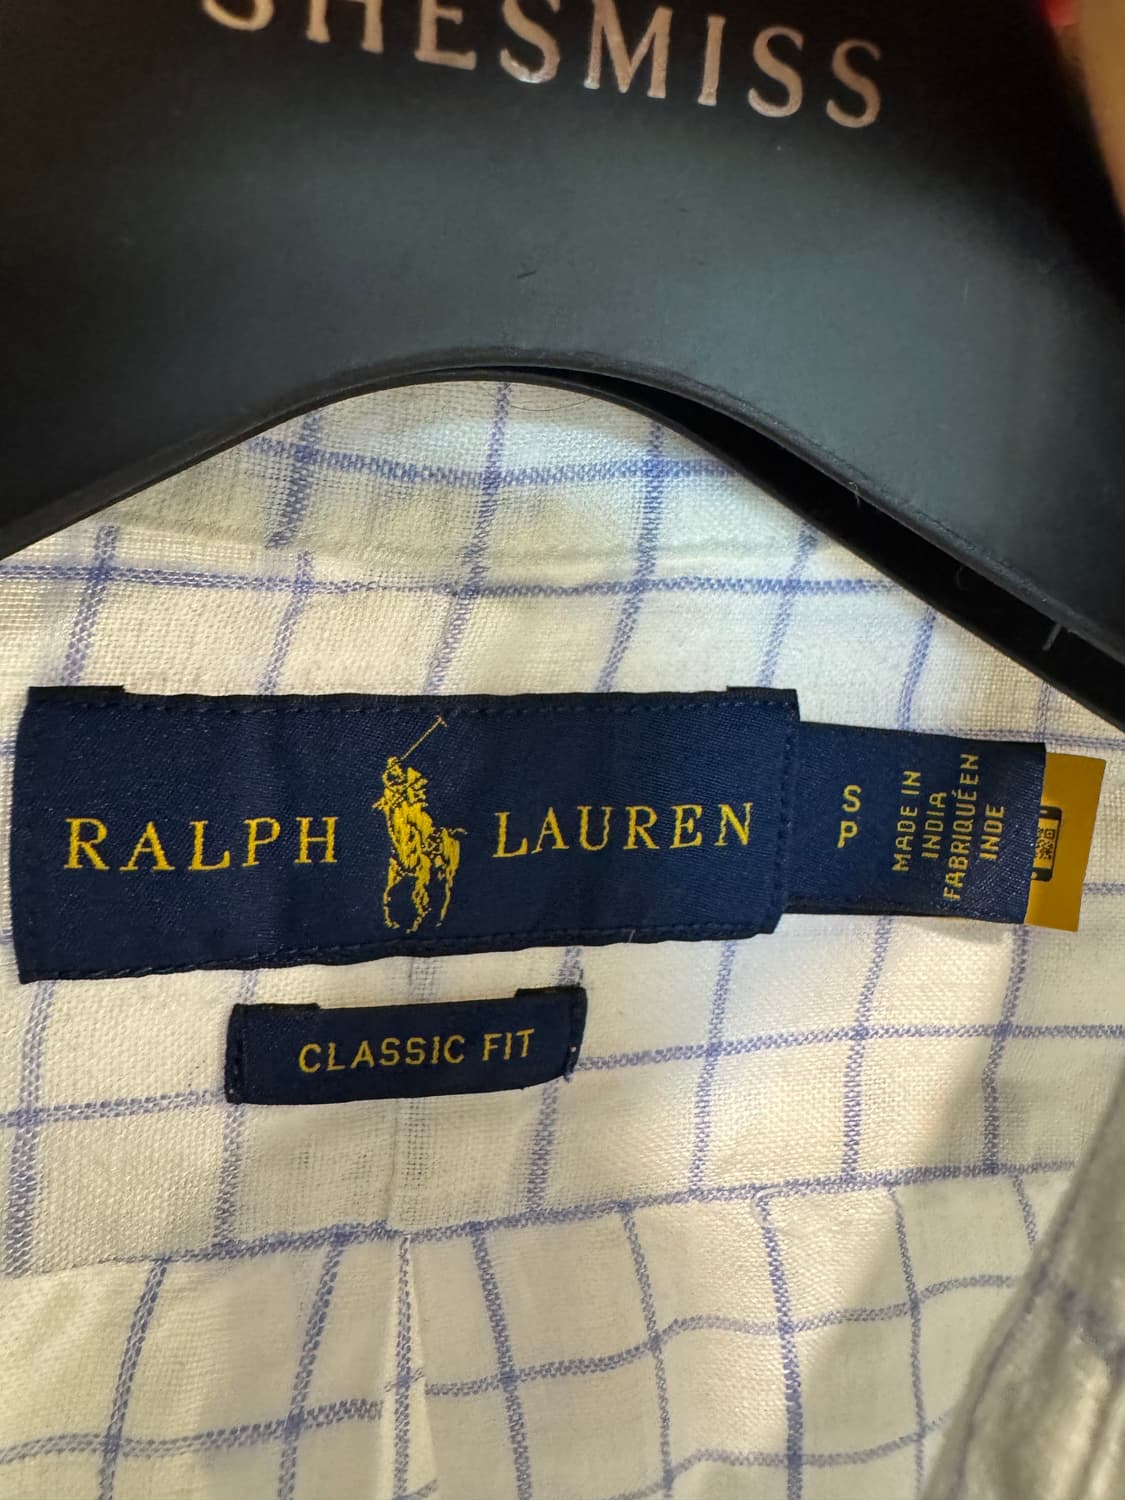 SHESMISS
RALPH LAUREN
S
P
MADE IN
INDIA
FABRIQUÉ EN
INDE
CLASSIC FIT